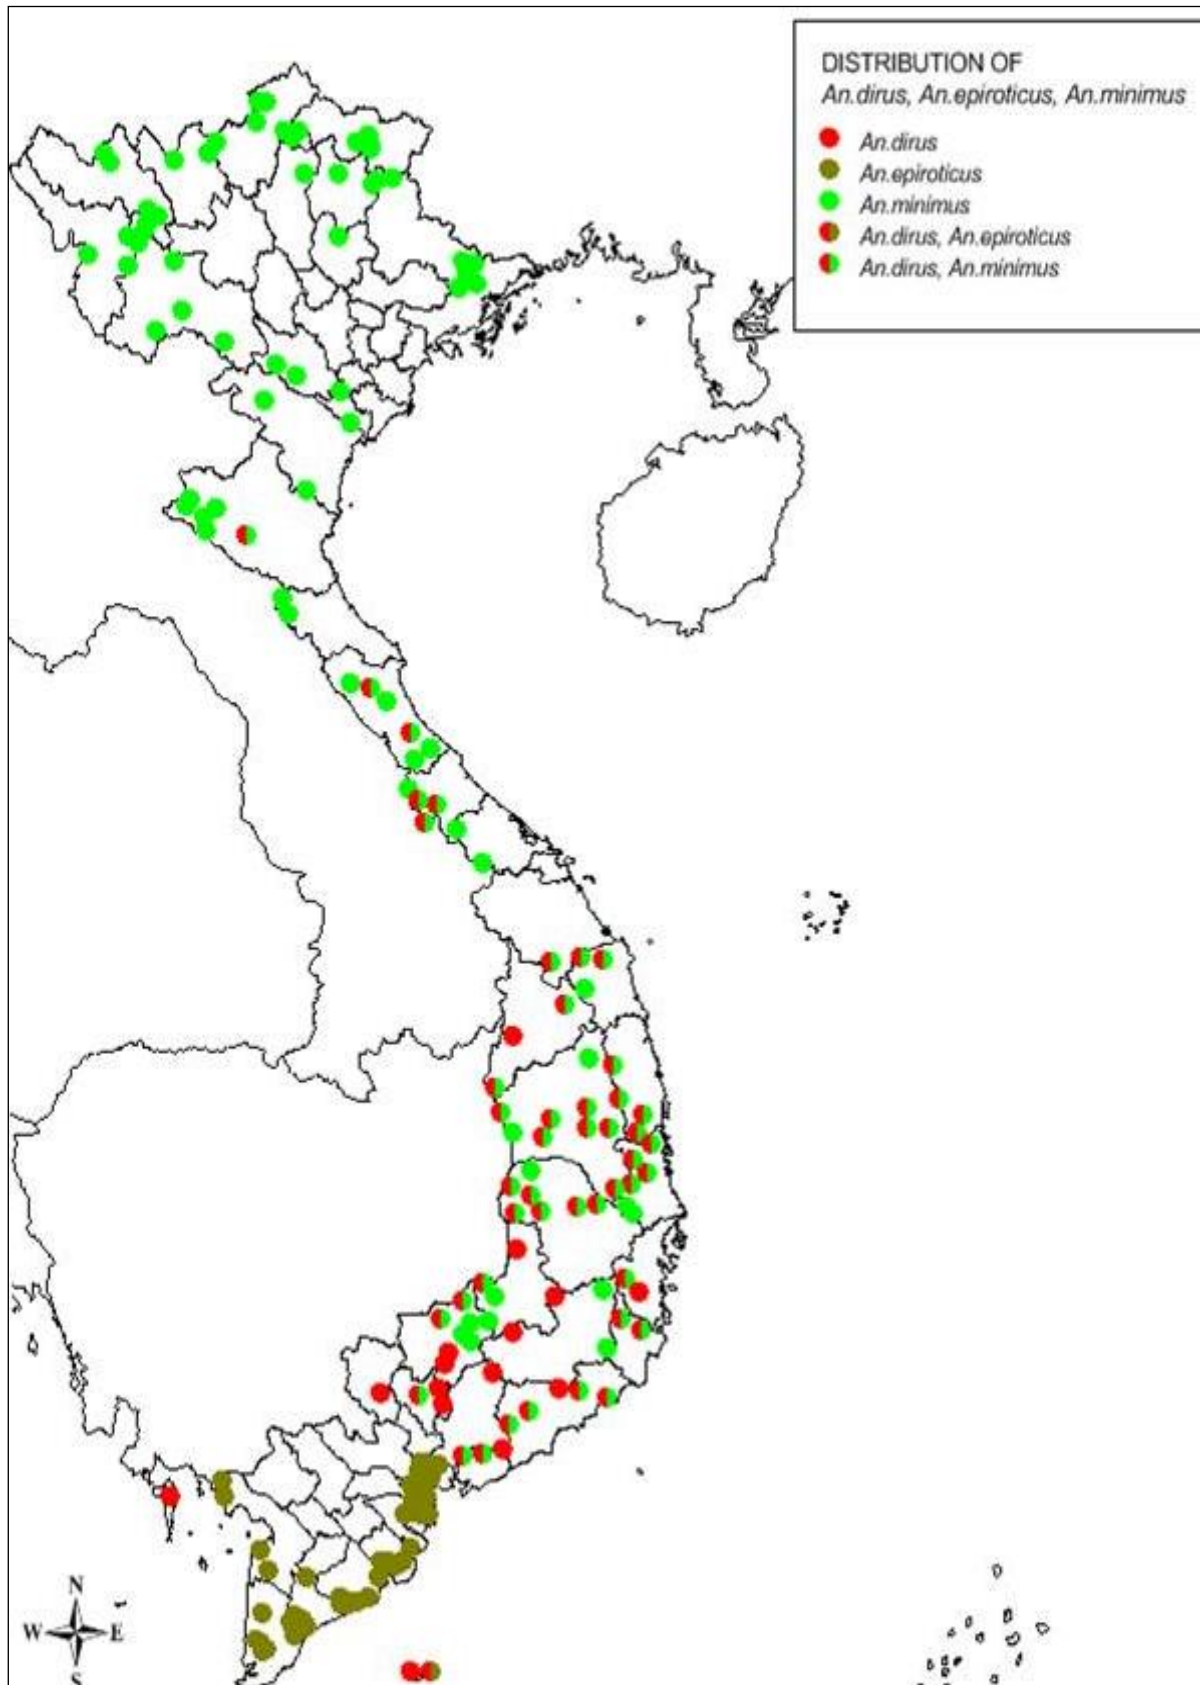 DISTRIBUTION OF
An.dirus, An.epiroticus, An.minimus
An.dirus
An.epiroticus
An.minimus
An.dirus, An.epiroticus
An.dirus, An.minimus
N
W E
S